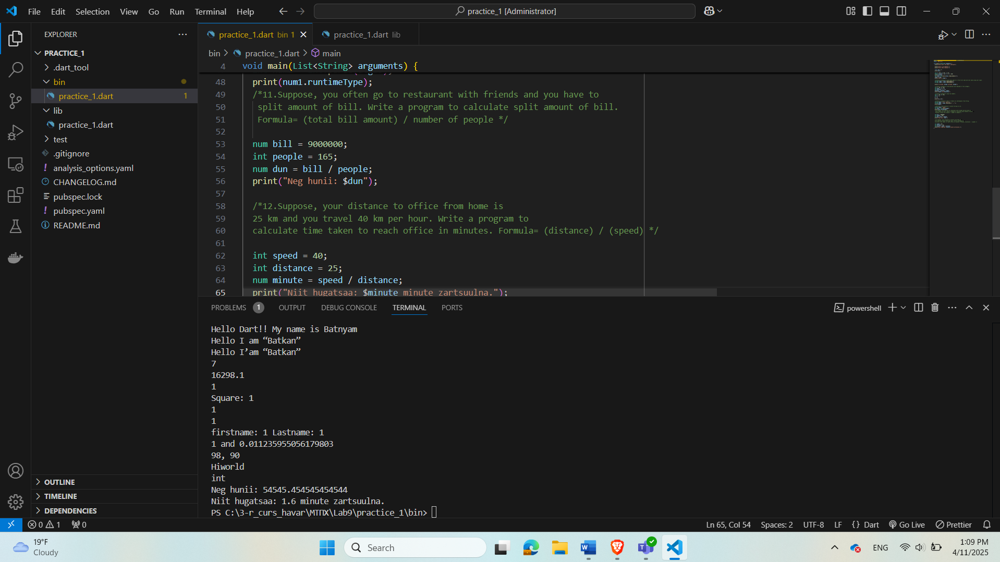 File Edit Selection View Go Run Terminal Help
practice_1 [Administrator]
EXPLORER
PRACTICE_1
.dart_tool
bin
practice_1.dart 1
lib
practice_1.dart
test
.gitignore
analysis_options.yaml
CHANGELOG.md
pubspec.lock
pubspec.yaml
README.md
OUTLINE
TIMELINE
DEPENDENCIES
practice_1.dart bin 1
practice_1.dart lib
bin > practice_1.dart > main
4 void main(List<String> arguments) {
48 print(num1.runtimeType);
49 /*11.Suppose, you often go to restaurant with friends and you have to
50 split amount of bill. Write a program to calculate split amount of bill.
51 Formula= (total bill amount) / number of people */
52
53 num bill = 9000000;
54 int people = 165;
55 num dun = bill / people;
56 print("Neg hunii: $dun");
57
58 /*12.Suppose, your distance to office from home is
59 25 km and you travel 40 km per hour. Write a program to
60 calculate time taken to reach office in minutes. Formula= (distance) / (speed) */
61
62 int speed = 40;
63 int distance = 25;
64 num minute = speed / distance;
65 print("Niit hugatsaa: $minute minute zartsuulna.");
PROBLEMS 1 OUTPUT DEBUG CONSOLE TERMINAL PORTS
powershell
Hello Dart!! My name is Batnyam
Hello I am “Batkan”
Hello I’am “Batkan”
7
16298.1
1
Square: 1
1
1
firstname: 1 Lastname: 1
1 and 0.011235955056179803
98, 90
Hiworld
int
Neg hunii: 54545.454545454544
Niit hugatsaa: 1.6 minute zartsuulna.
PS C:\3-r_curs_havar\МТПХ\Lab9\practice_1\bin>
0 1 0
Ln 65, Col 54 Spaces: 2 UTF-8 LF {} Dart Go Live Prettier
19°F
Cloudy
Search
ENG
1:09 PM
4/11/2025